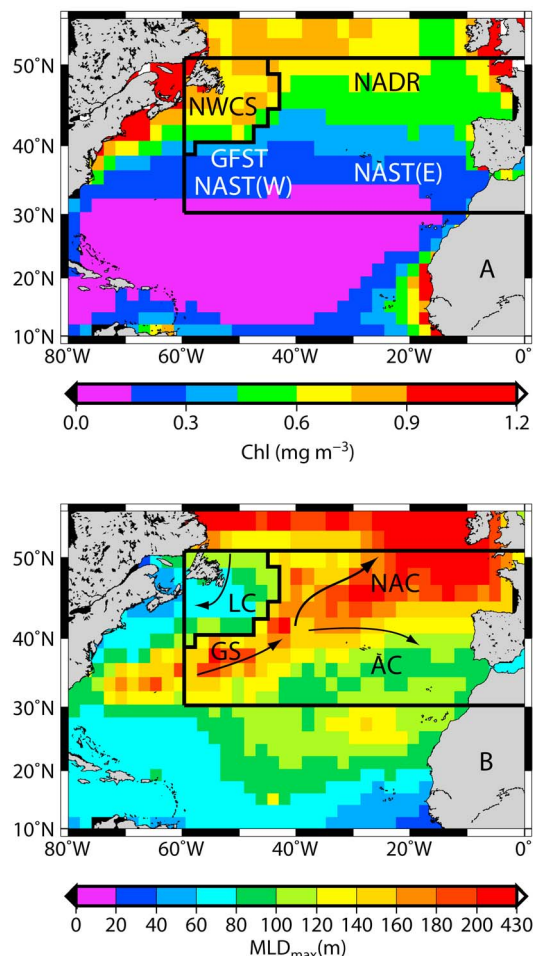 50°N
40°N
30°N
20°N
10°N
NWCS
NADR
GFST
NAST(W)
NAST(E)
A
80°W
60°W
40°W
20°W
0°
0.0
0.3
0.6
0.9
1.2
Chl (mg m⁻³)
50°N
40°N
30°N
20°N
10°N
LC
NAC
GS
AC
B
80°W
60°W
40°W
20°W
0°
0
20
40
60
80
100
120
140
160
180
200
430
MLDmax(m)